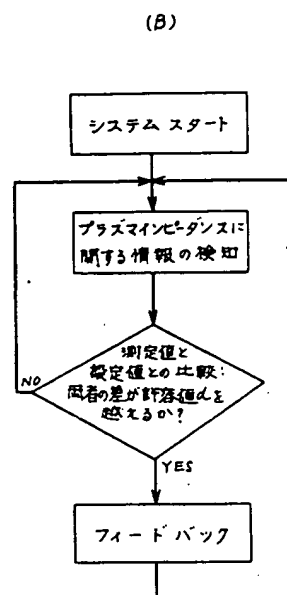 (B)
システム スタート
プラズマインピーダンスに
関する情報の検知
測定値と
設定値との比較:
両者の差が許容値αを
越えるか?
NO
YES
フィードバック